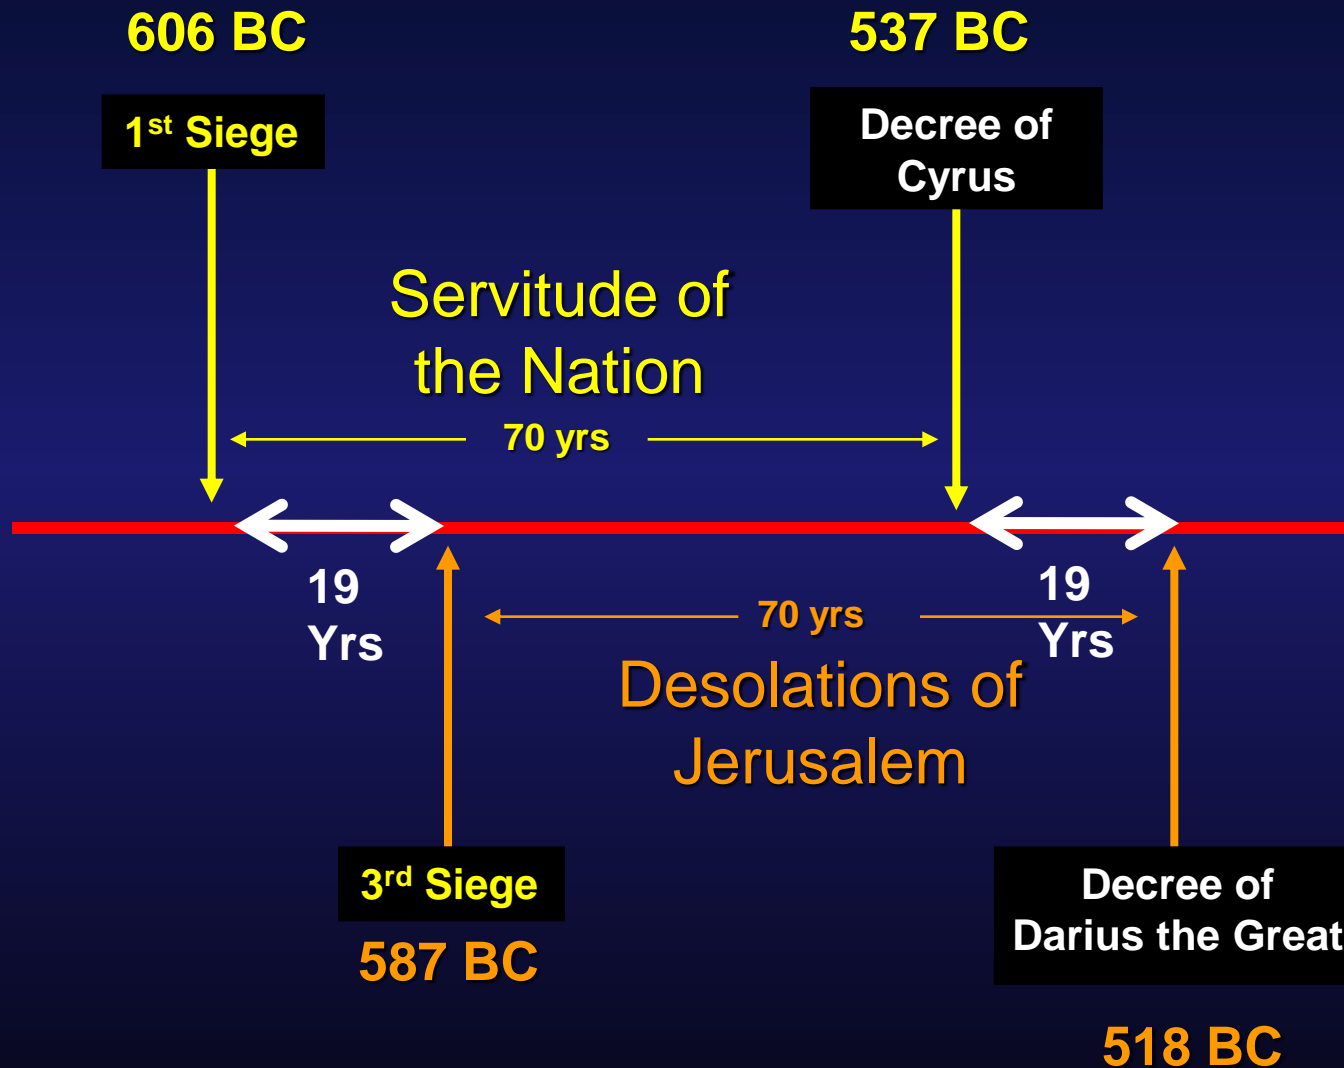 606 BC
537 BC
1st Siege
Decree of
Cyrus
Servitude of
the Nation
70 yrs
19
Yrs
19
Yrs
70 yrs
Desolations of
Jerusalem
3rd Siege
587 BC
Decree of
Darius the Great
518 BC